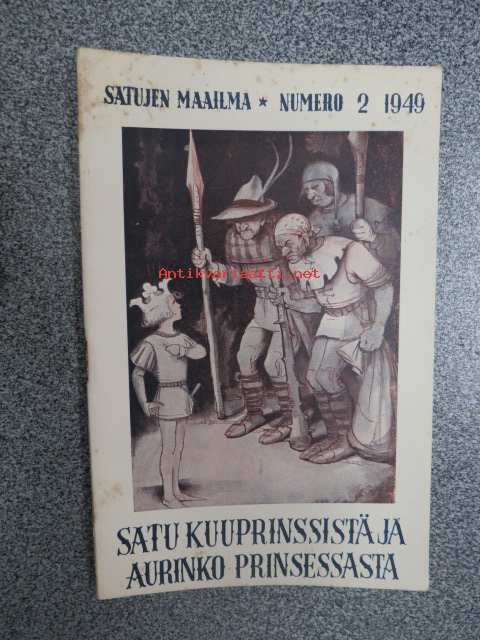 SATUJEN MAAILMA ★ NUMERO 2 1949
Antikvariaatti.net
SATU KUUPRINSSISTÄ JA
AURINKO PRINSESSASTA